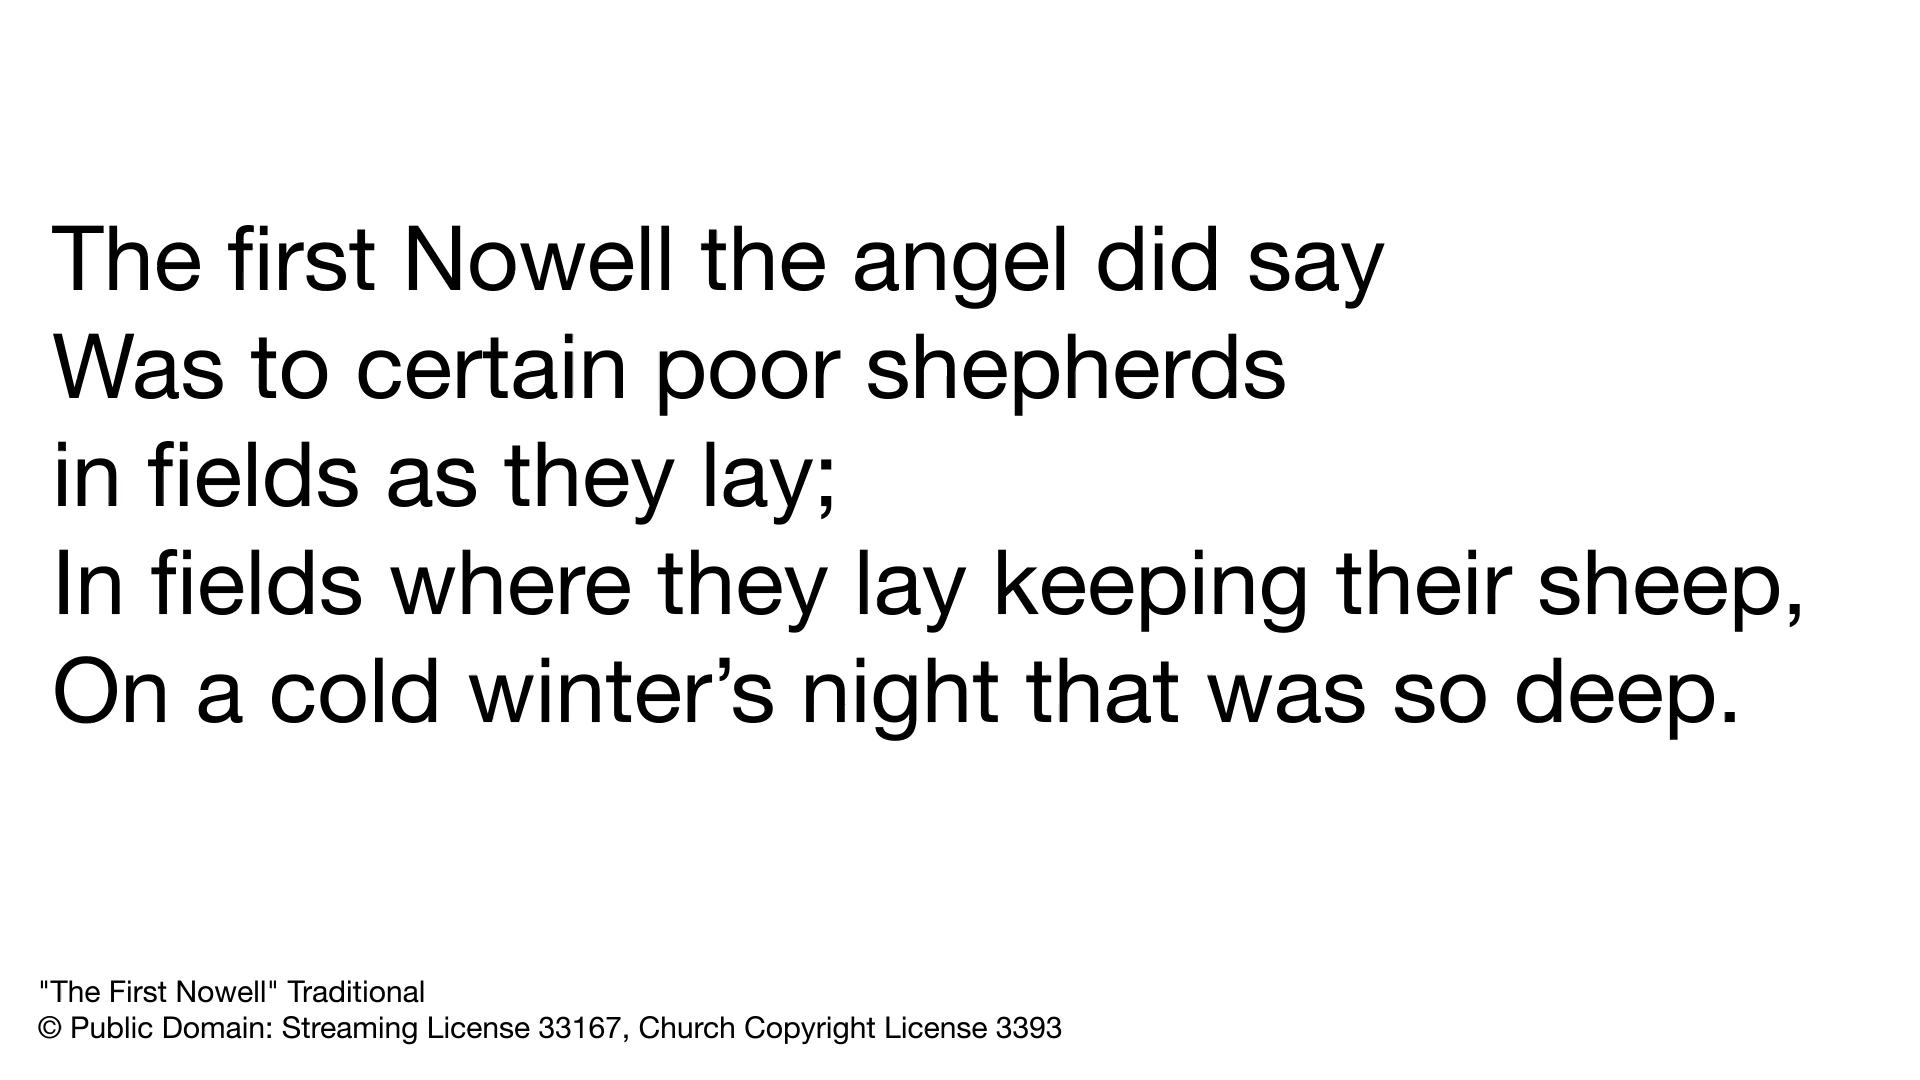 The first Nowell the angel did say
Was to certain poor shepherds
in fields as they lay;
In fields where they lay keeping their sheep,
On a cold winter’s night that was so deep.
"The First Nowell" Traditional
© Public Domain: Streaming License 33167, Church Copyright License 3393